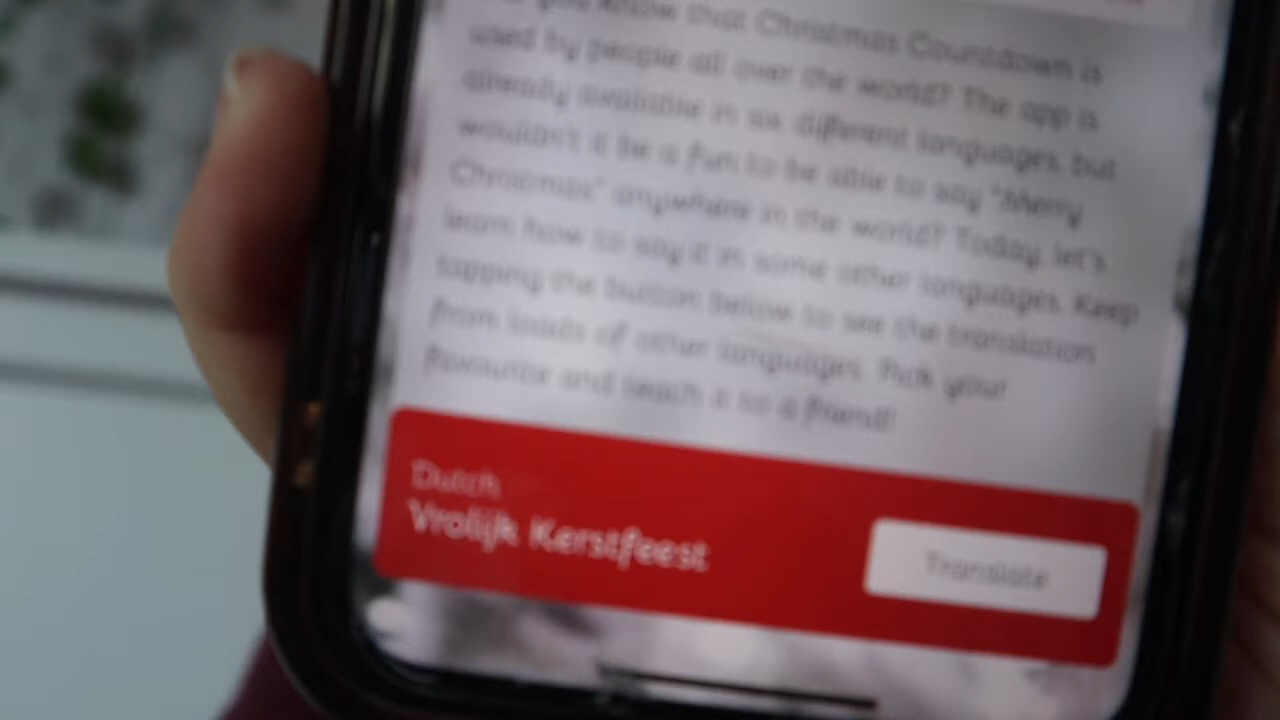 you know that Christmas Countdown is
used by people all over the world? The app is
already available in six different languages, but
wouldn't it be a fun to be able to say "Merry
Christmas" anywhere in the world? Today, let's
learn how to say it in some other languages. Keep
tapping the button below to see the translation
from loads of other languages. Pick your
favourite and teach it to a friend!
Dutch
Vrolijk Kerstfeest
Translate